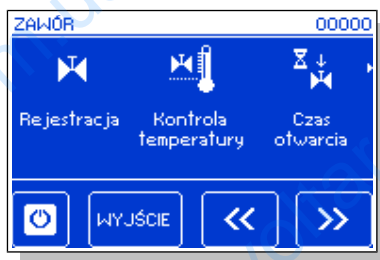 ZAWÓR 00000
Rejestracja Kontrola Czas
temperatury otwarcia
WYJŚCIE << >>